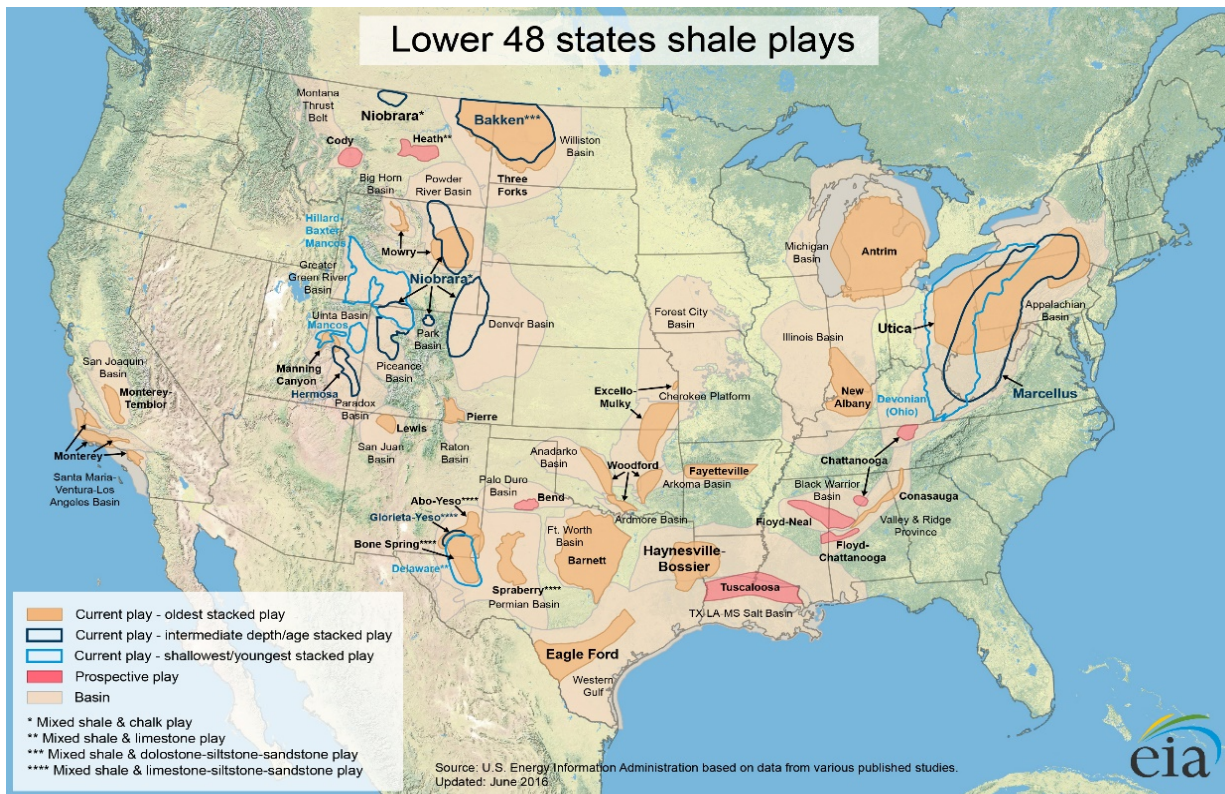 Lower 48 states shale plays
Montana
Thrust
Belt
Niobrara*
Bakken***
Williston
Basin
Cody
Heath**
Big Horn
Basin
Powder
River Basin
Three
Forks
Hillard-
Baxter-
Mancos
Mowry
Greater
Green River
Basin
Niobrara*
Michigan
Basin
Antrim
Uinta Basin
Mancos
Park
Basin
Denver Basin
Forest City
Basin
Illinois Basin
Utica
Appalachian
Basin
San Joaquin
Basin
Monterey-
Temblor
Manning
Canyon
Hermosa
Piceance
Basin
Paradox
Basin
Excello-
Mulky
Cherokee Platform
New
Albany
Devonian
(Ohio)
Marcellus
Monterey
Lewis
Pierre
San Juan
Basin
Raton
Basin
Anadarko
Basin
Woodford
Fayetteville
Arkoma Basin
Chattanooga
Santa Maria-
Ventura-Los
Angeles Basin
Palo Duro
Basin
Bend
Black Warrior
Basin
Conasauga
Abo-Yeso****
Glorieta-Yeso****
Ardmore Basin
Floyd-Neal
Valley & Ridge
Province
Bone Spring****
Delaware**
Ft. Worth
Basin
Barnett
Haynesville-
Bossier
Floyd-
Chattanooga
Spraberry****
Permian Basin
Tuscaloosa
TX-LA-MS Salt Basin
Eagle Ford
Western
Gulf
Current play - oldest stacked play
Current play - intermediate depth/age stacked play
Current play - shallowest/youngest stacked play
Prospective play
Basin
* Mixed shale & chalk play
** Mixed shale & limestone play
*** Mixed shale & dolostone-siltstone-sandstone play
**** Mixed shale & limestone-siltstone-sandstone play
Source: U.S. Energy Information Administration based on data from various published studies.
Updated: June 2016
eia